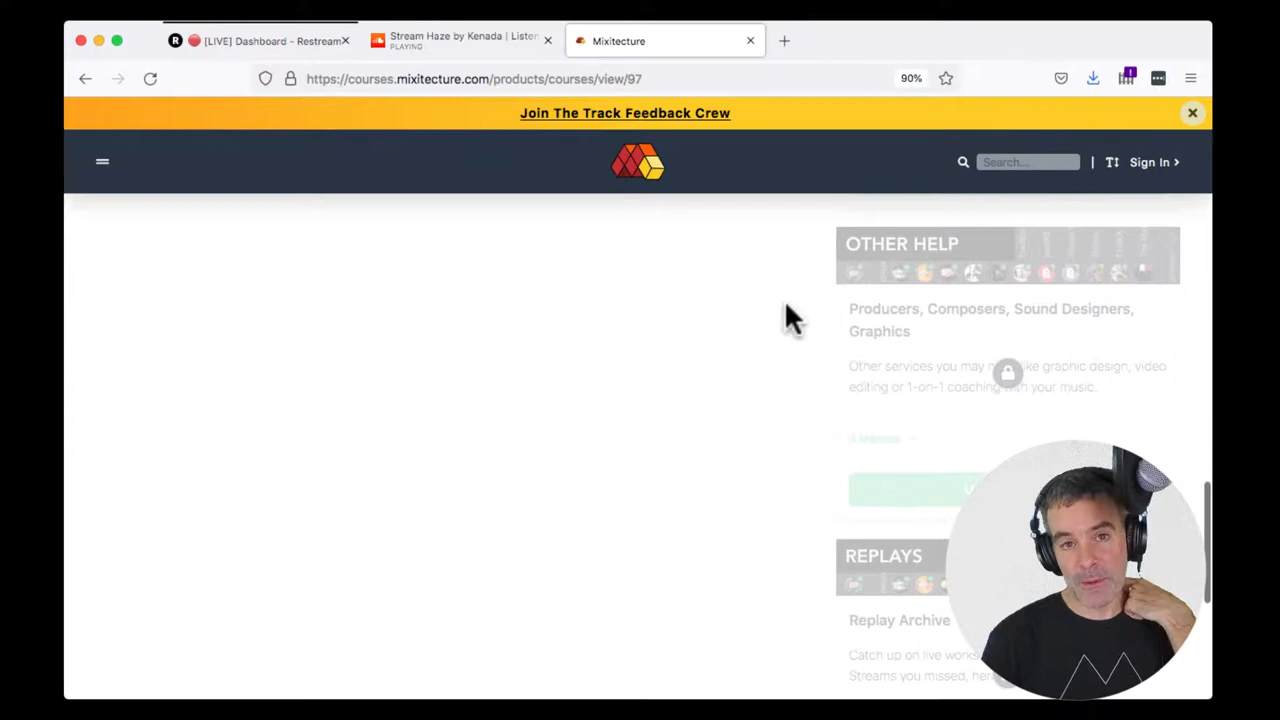 [LIVE] Dashboard - Restream
Stream Haze by Kenada | Listen
PLAYING
Mixitecture
https://courses.mixitecture.com/products/courses/view/97
90%
Join The Track Feedback Crew
Search...
| Sign In >
OTHER HELP
Producers, Composers, Sound Designers,
Graphics
Other services you may like graphic design, video
editing or 1-on-1 coaching with your music.
REPLAYS
Replay Archive
Catch up on live
Streams you missed,